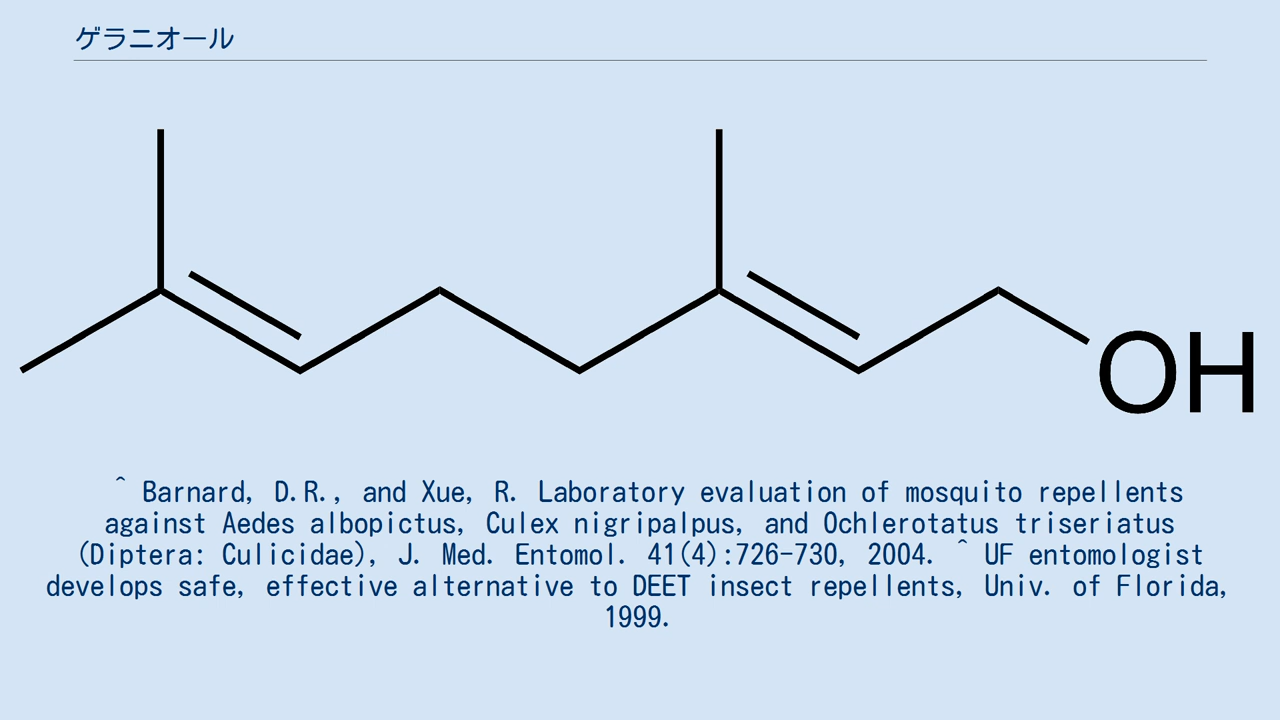 ゲラニオール
OH
^ Barnard, D.R., and Xue, R. Laboratory evaluation of mosquito repellents
against Aedes albopictus, Culex nigripalpus, and Ochlerotatus triseriatus
(Diptera: Culicidae), J. Med. Entomol. 41(4):726-730, 2004. ^ UF entomologist
develops safe, effective alternative to DEET insect repellents, Univ. of Florida,
1999.